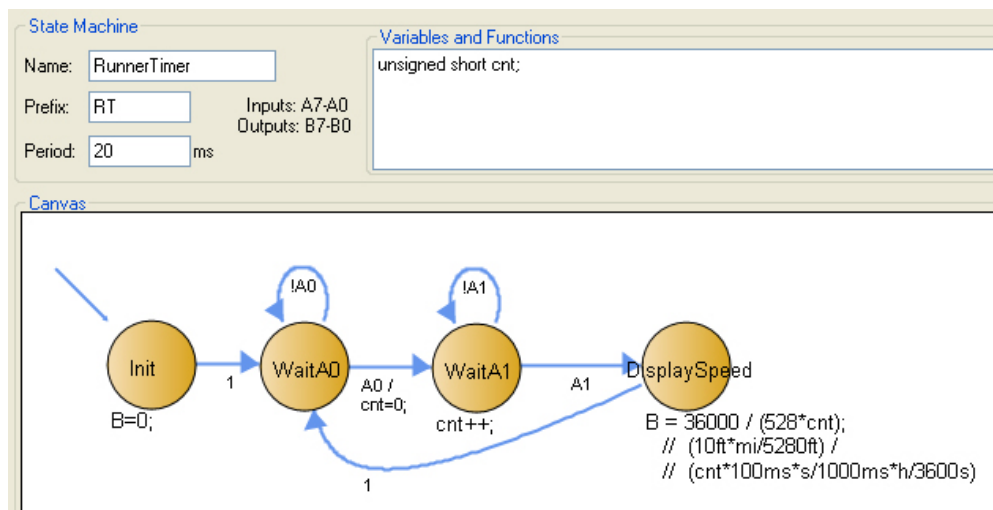 State Machine
Name: RunnerTimer
Prefix: RT
Inputs: A7-A0
Outputs: B7-B0
Period: 20 ms
Variables and Functions
unsigned short cnt;
Canvas
!A0
!A1
Init
WaitA0
WaitA1
DisplaySpeed
1
A0 /
cnt=0;
A1
B=0;
cnt++;
B = 36000 / (528*cnt);
// (10ft*mi/5280ft) /
// (cnt*100ms*s/1000ms*h/3600s)
1